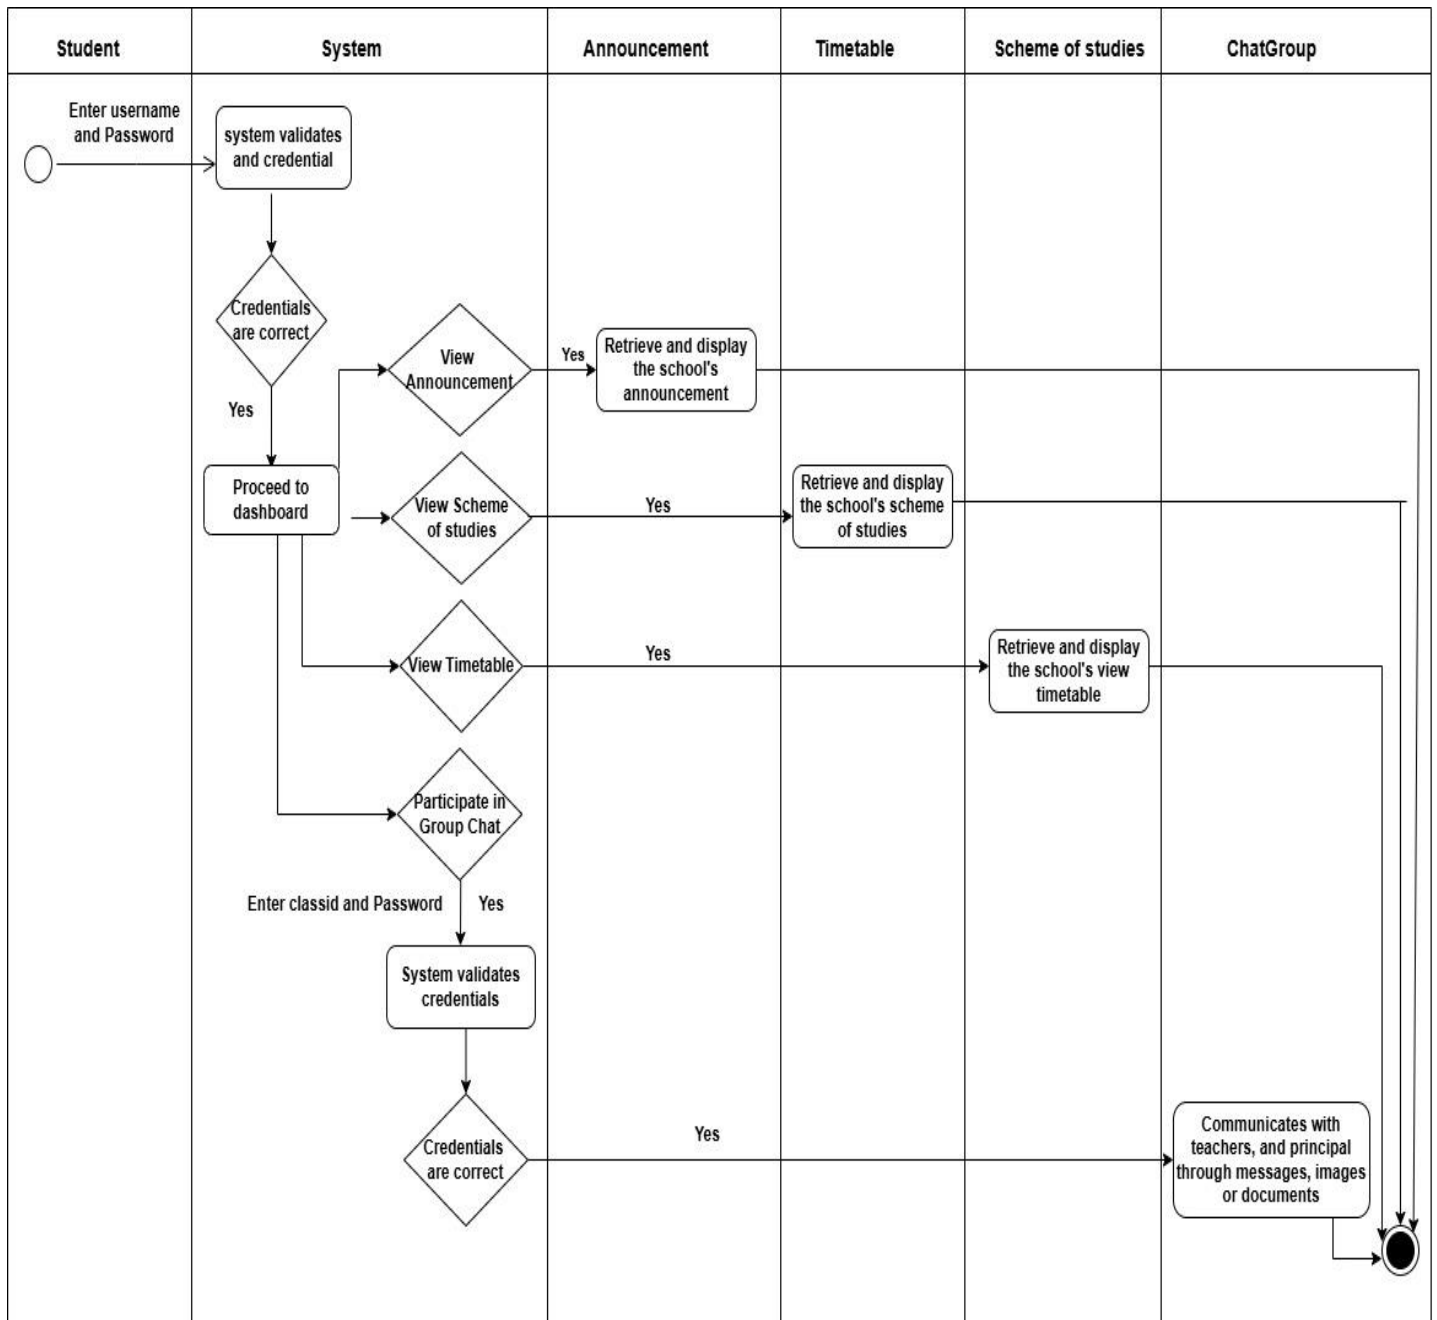 Student
System
Announcement
Timetable
Scheme of studies
ChatGroup
Enter username
and Password
system validates
and credential
Credentials
are correct
Yes
Proceed to
dashboard
View
Announcement
Yes
Retrieve and display
the school's
announcement
View Scheme
of studies
Yes
Retrieve and display
the school's scheme
of studies
View Timetable
Yes
Retrieve and display
the school's view
timetable
Participate in
Group Chat
Enter classid and Password
Yes
System validates
credentials
Credentials
are correct
Yes
Communicates with
teachers, and principal
through messages, images
or documents